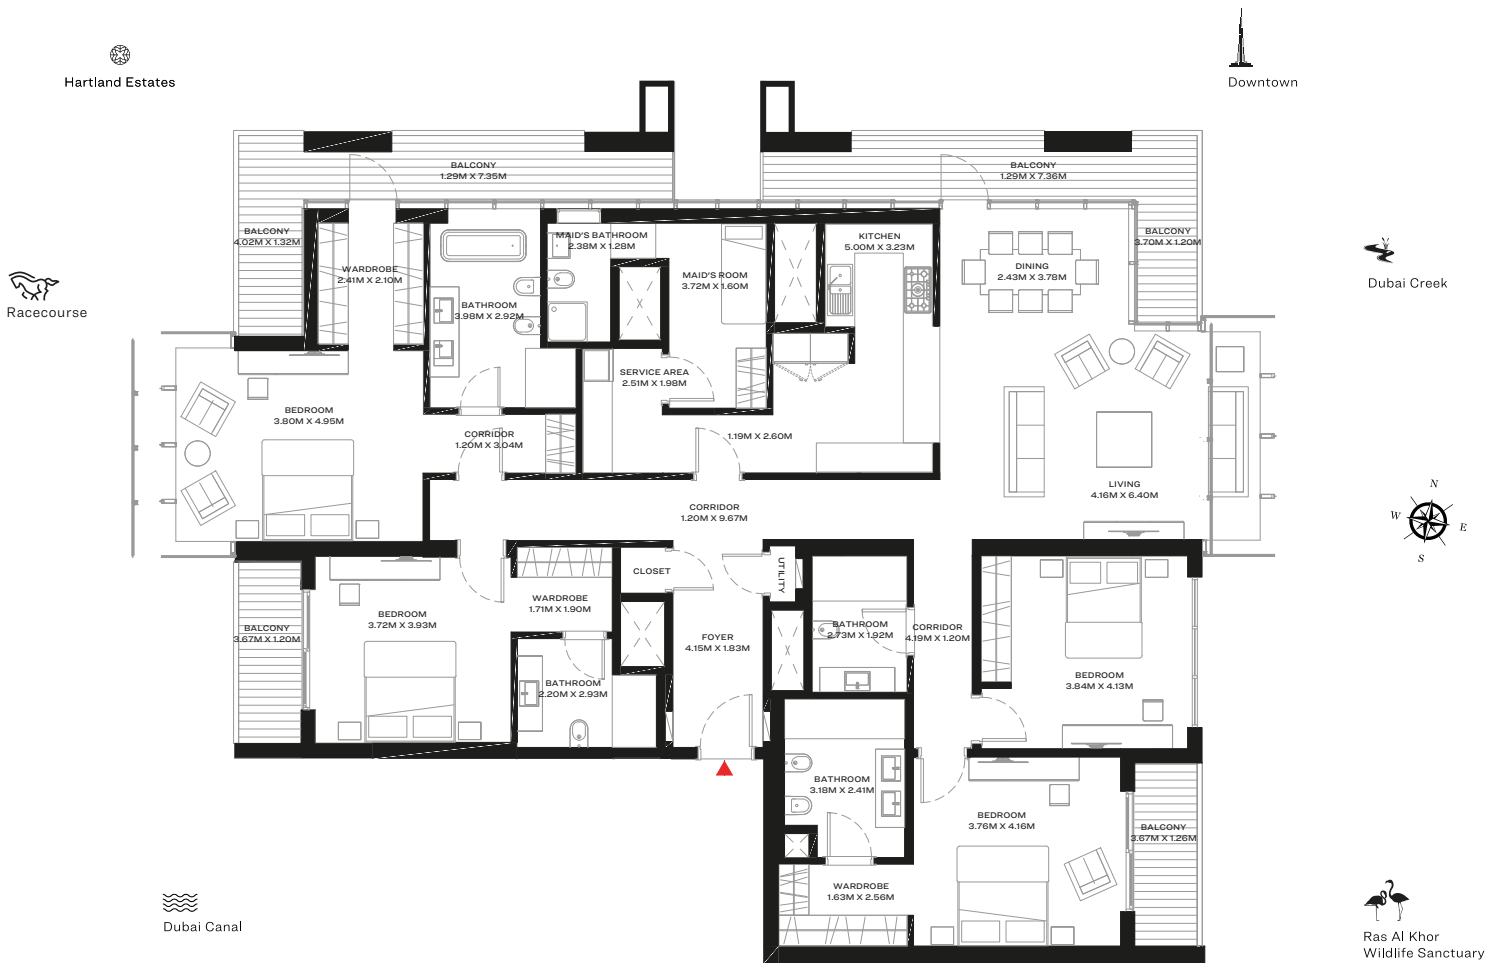 Hartland Estates
Downtown
Racecourse
Dubai Creek
BALCONY
1.29M X 7.35M
BALCONY
1.29M X 7.36M
BALCONY
4.02M X 1.32M
MAID'S BATHROOM
2.38M X 1.28M
KITCHEN
5.00M X 3.23M
BALCONY
3.70M X 1.20M
WARDROBE
2.41M X 2.10M
MAID'S ROOM
3.72M X 1.60M
DINING
2.43M X 3.78M
BATHROOM
3.98M X 2.92M
SERVICE AREA
2.51M X 1.98M
BEDROOM
3.80M X 4.95M
CORRIDOR
1.20M X 3.04M
1.19M X 2.60M
LIVING
4.16M X 6.40M
CORRIDOR
1.20M X 9.67M
N
W
E
S
CLOSET
UTILITY
WARDROBE
1.71M X 1.90M
BEDROOM
3.72M X 3.93M
BALCONY
3.67M X 1.20M
FOYER
4.15M X 1.83M
BATHROOM
2.73M X 1.92M
CORRIDOR
4.19M X 1.20M
BATHROOM
2.20M X 2.93M
BEDROOM
3.84M X 4.13M
BATHROOM
3.18M X 2.41M
BEDROOM
3.76M X 4.16M
BALCONY
3.67M X 1.26M
WARDROBE
1.63M X 2.56M
Dubai Canal
Ras Al Khor
Wildlife Sanctuary